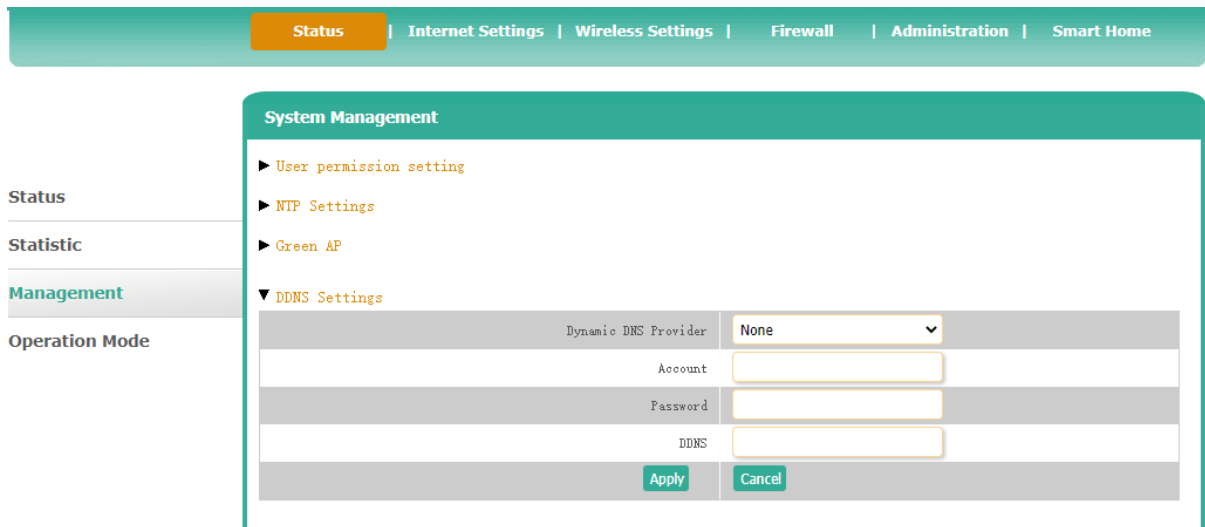 Status | Internet Settings | Wireless Settings | Firewall | Administration | Smart Home
Status
Statistic
Management
Operation Mode
System Management
User permission setting
NTP Settings
Green AP
DDNS Settings
Dynamic DNS Provider None
Account
Password
DDNS
Apply Cancel